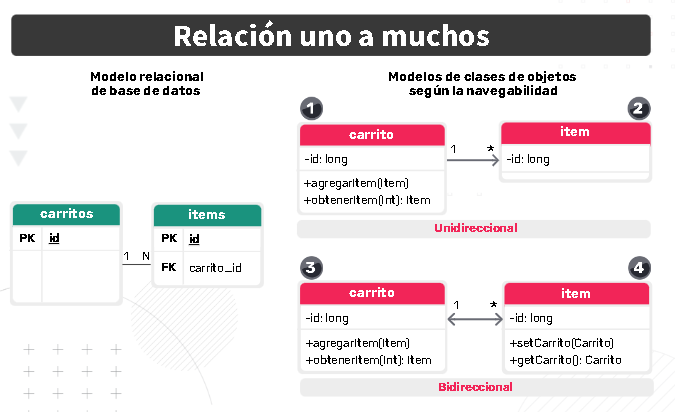 Relación uno a muchos
Modelo relacional
de base de datos
carritos
PK id
1 N
items
PK id
FK carrito_id
Modelos de clases de objetos
según la navegabilidad
1
carrito
-id: long
+agregarItem(Item)
+obtenerItem(Int): Item
1 *
2
item
-id: long
Unidireccional
3
carrito
-id: long
+agregarItem(Item)
+obtenerItem(Int): Item
1 *
4
item
-id: long
+setCarrito(Carrito)
+getCarrito(): Carrito
Bidireccional